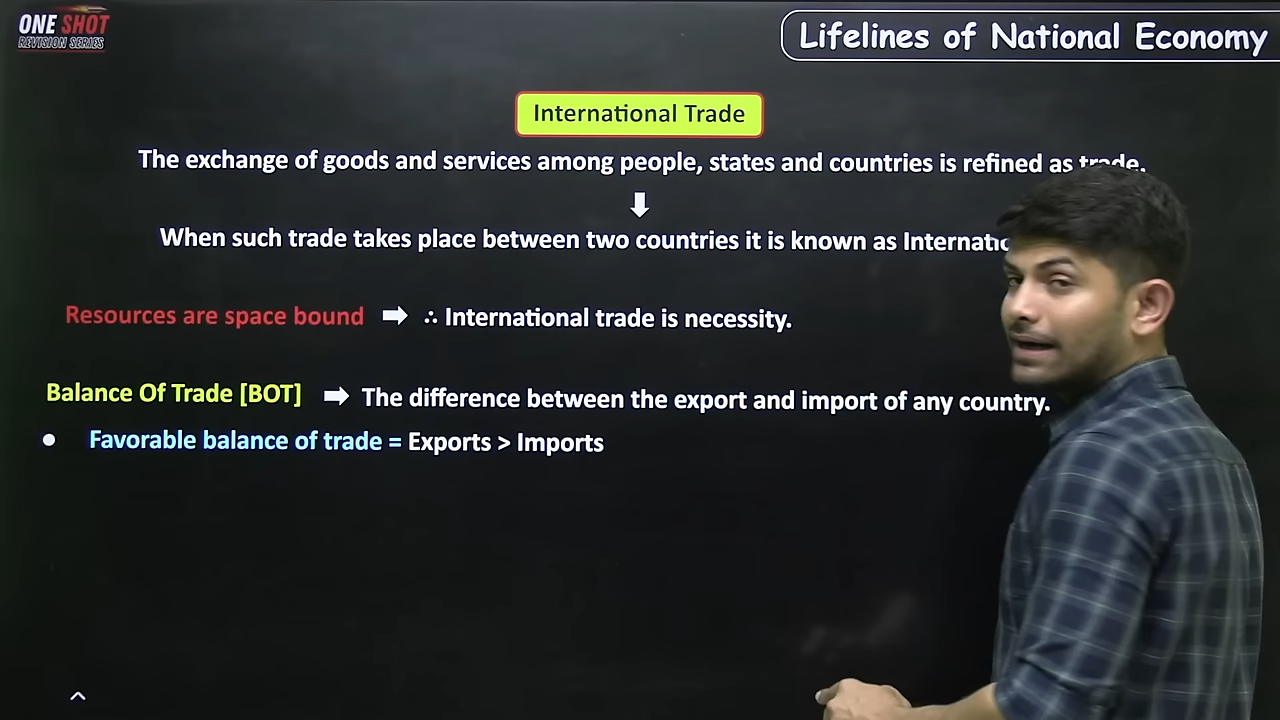 ONE SHOT
REVISION SERIES
Lifelines of National Economy
International Trade
The exchange of goods and services among people, states and countries is refined as trade.
When such trade takes place between two countries it is known as
Resources are space bound ➡ ∴ International trade is necessity.
Balance Of Trade [BOT] ➡ The difference between the export and import of any country.
• Favorable balance of trade = Exports > Imports